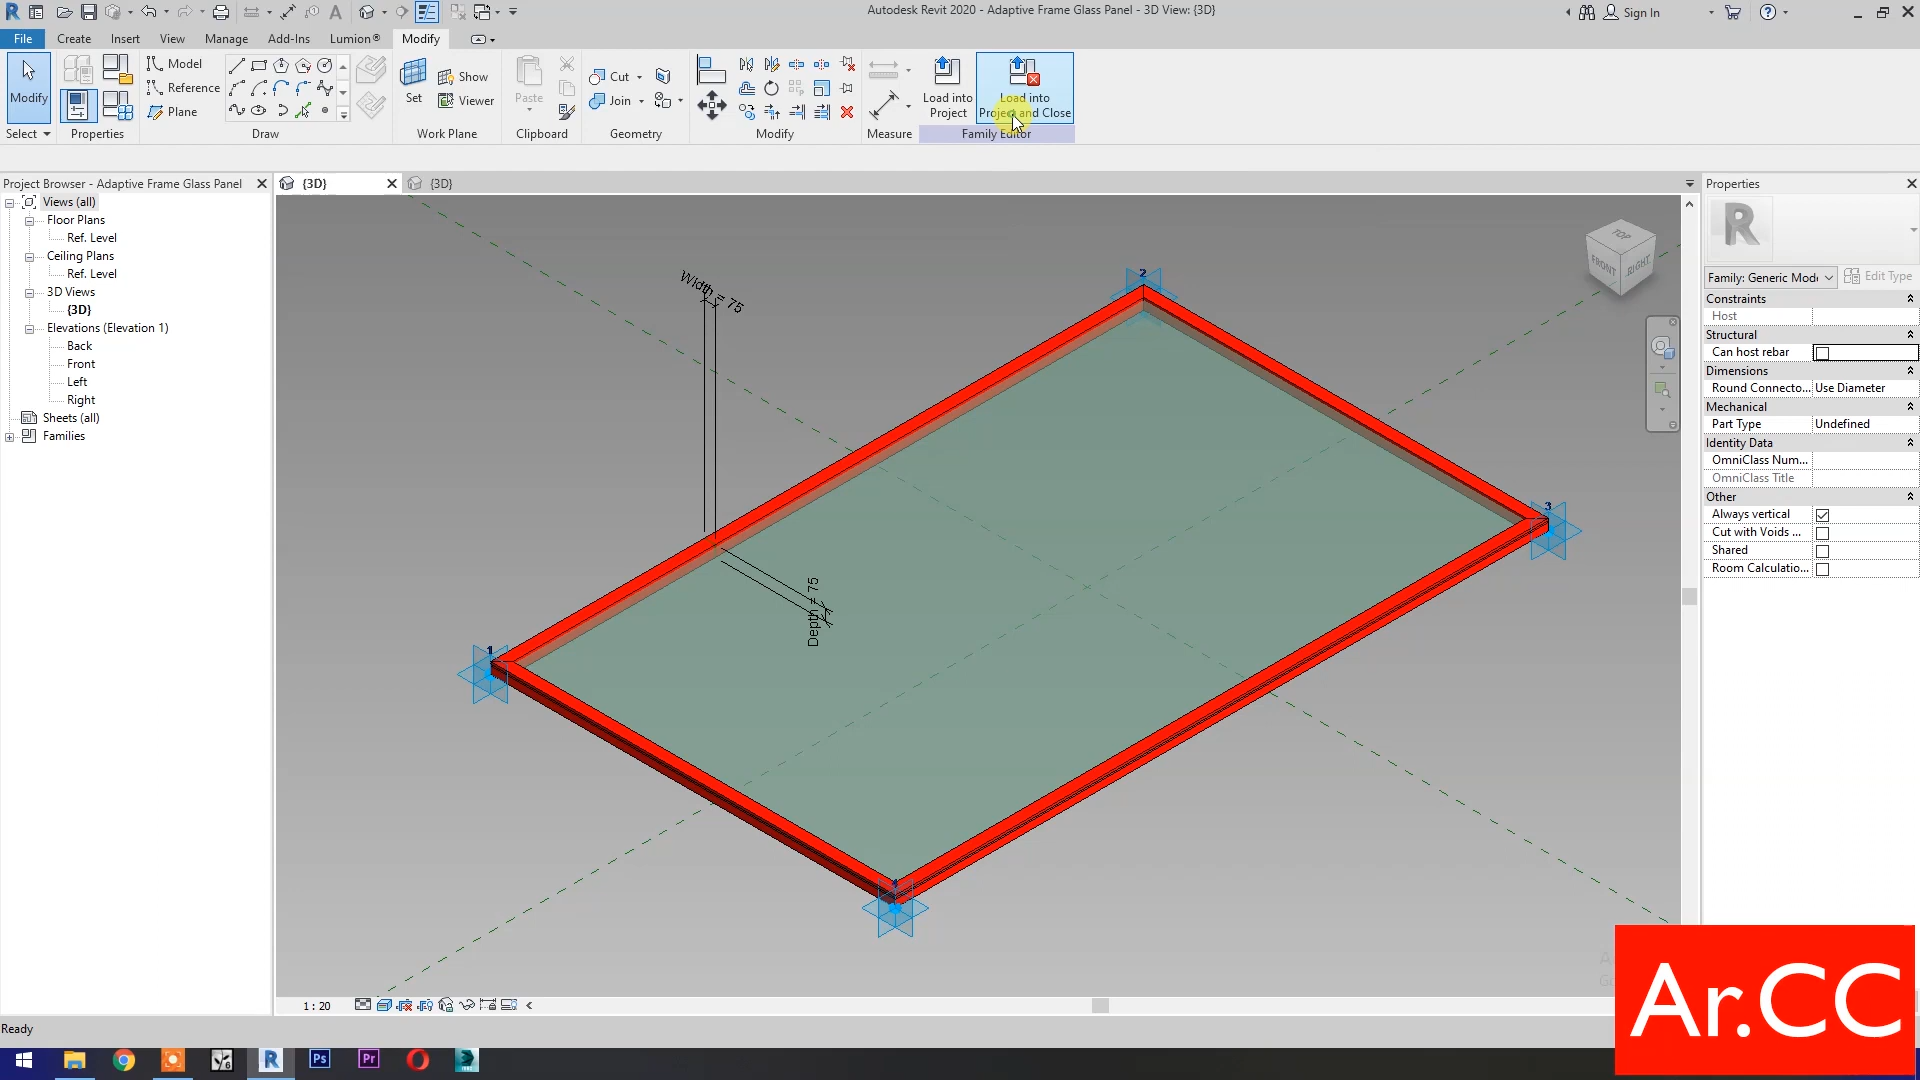 Autodesk Revit 2020 - Adaptive Frame Glass Panel - 3D View: {3D}
Sign In
File Create Insert View Manage Add-Ins Lumion® Modify
Modify
Model
Reference
Plane
Set
Show
Viewer
Paste
Cut
Join
Load into
Project
Load into
Project and Close
Select Properties Draw Work Plane Clipboard Geometry Modify Measure Family Editor
Project Browser - Adaptive Frame Glass Panel
{3D}
{3D}
Properties
Views (all)
Floor Plans
Ref. Level
Ceiling Plans
Ref. Level
3D Views
{3D}
Elevations (Elevation 1)
Back
Front
Left
Right
Sheets (all)
Families
Width = 75
Depth = 75
1
2
3
TOP
FRONT
RIGHT
R
Family: Generic Mode
Edit Type
Constraints
Host
Structural
Can host rebar
Dimensions
Round Connecto... Use Diameter
Mechanical
Part Type Undefined
Identity Data
OmniClass Num...
OmniClass Title
Other
Always vertical
Cut with Voids ...
Shared
Room Calculatio...
1 : 20
Ready
Ar.CC